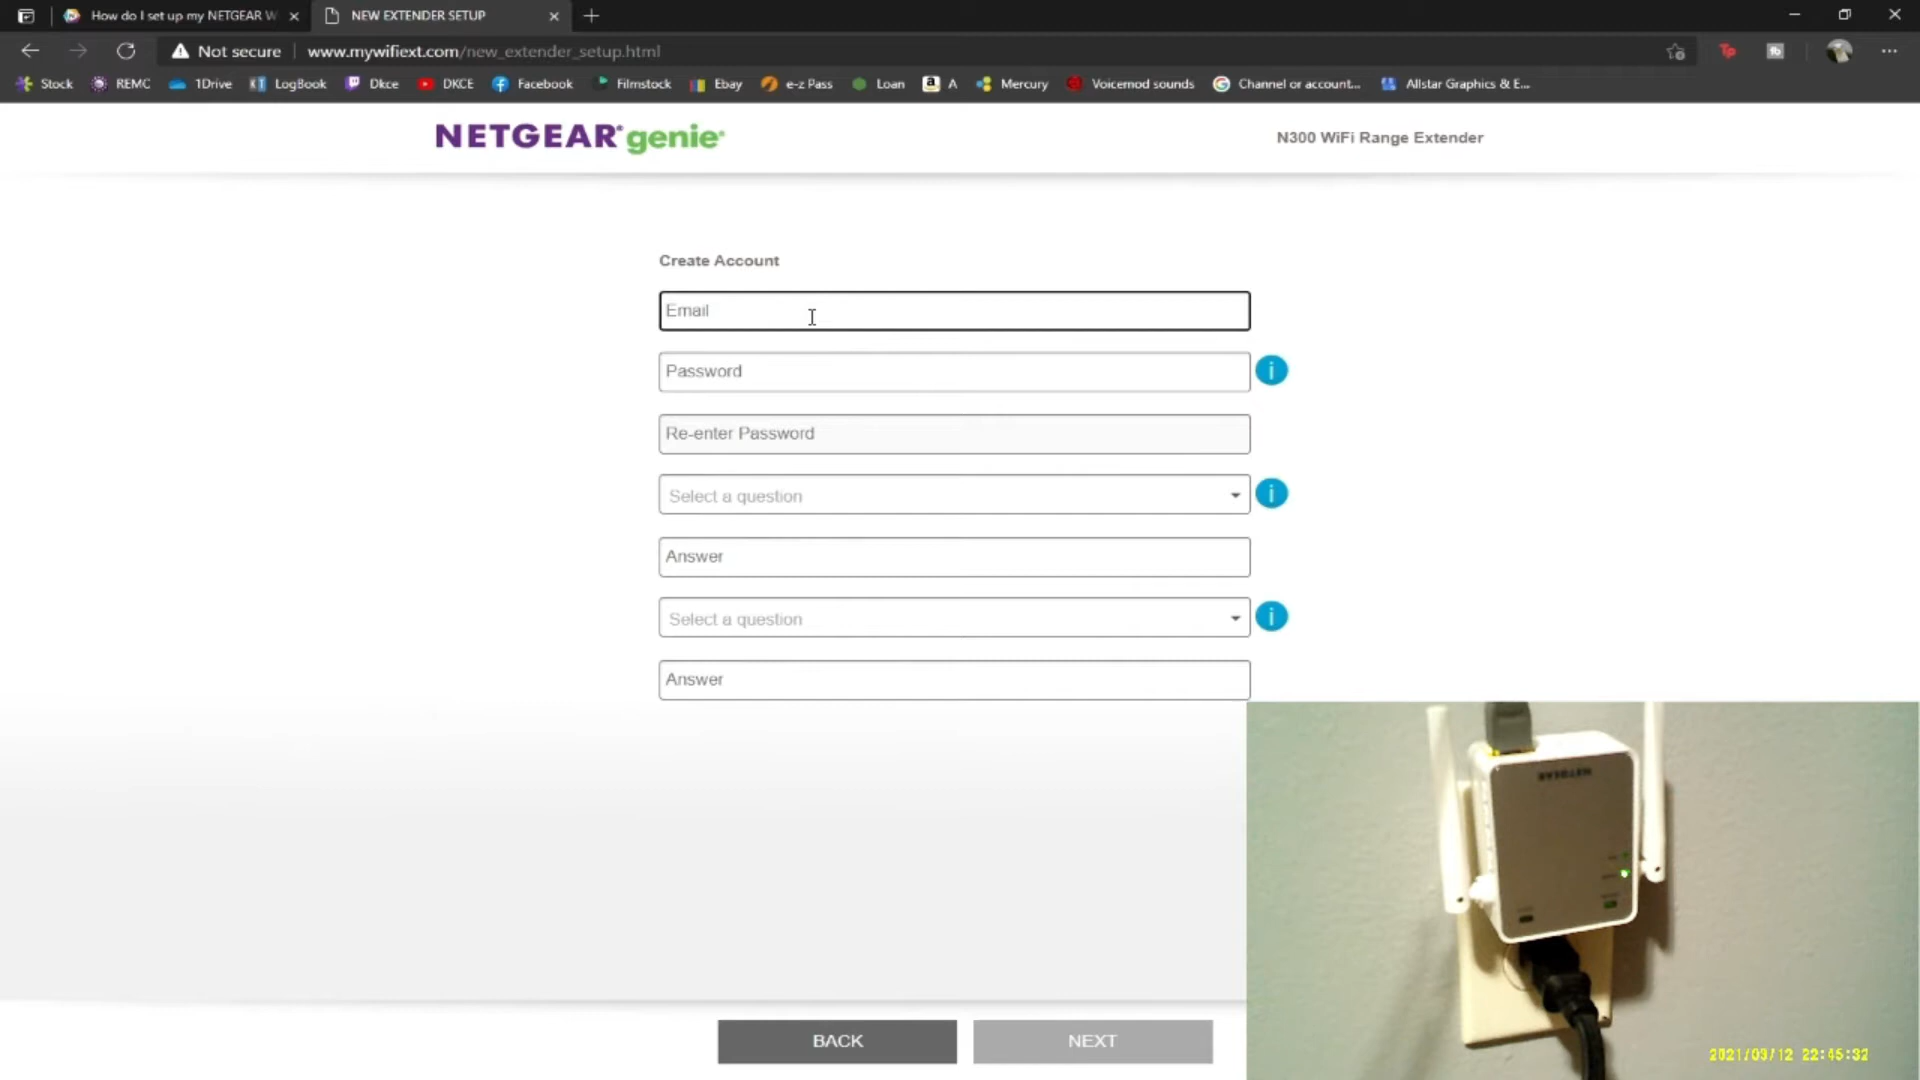 How do I set up my NETGEAR W
NEW EXTENDER SETUP
Not secure
www.mywifiext.com/new_extender_setup.html
Stock
REMC
1Drive
LogBook
Dkce
DKCE
Facebook
Filmstock
Ebay
e-z Pass
Loan
A
Mercury
Voicemod sounds
Channel or account...
Allstar Graphics & E...
NETGEAR genie
N300 WiFi Range Extender
Create Account
Email
Password
Re-enter Password
Select a question
Answer
Select a question
Answer
NETGEAR
BACK
NEXT
2021/03/12 22:45:32